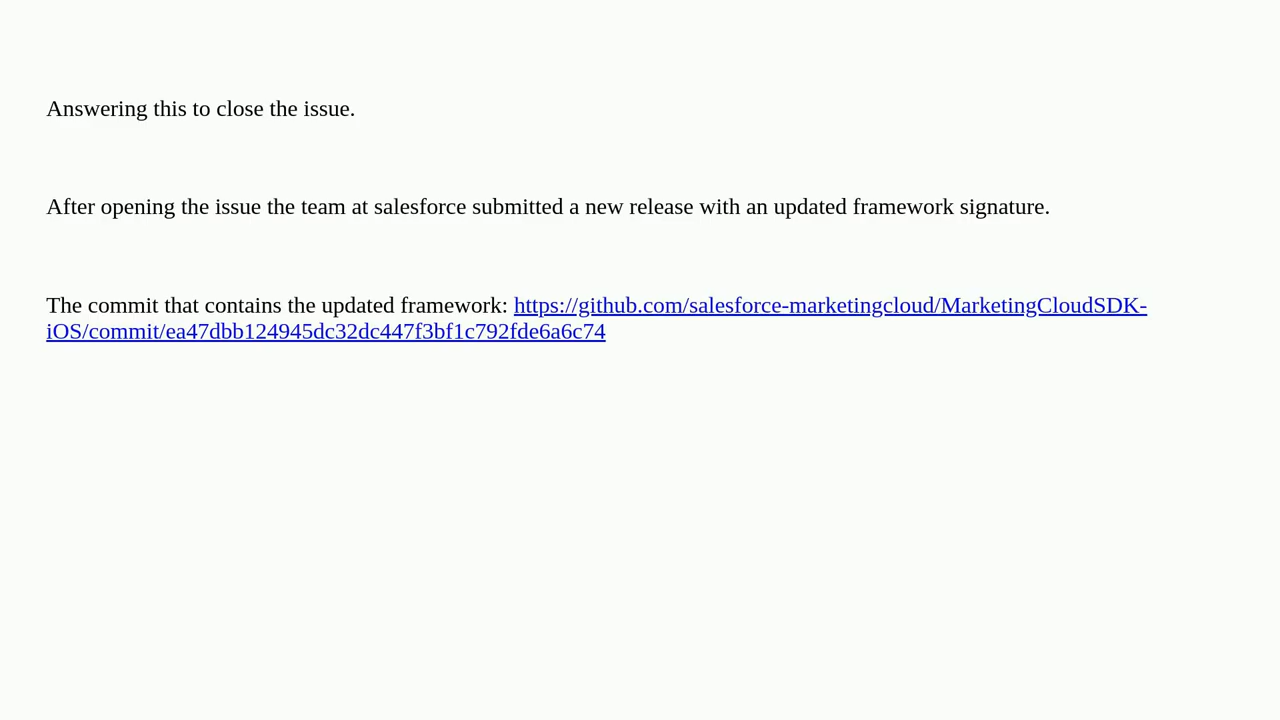 Answering this to close the issue.
After opening the issue the team at salesforce submitted a new release with an updated framework signature.
The commit that contains the updated framework: https://github.com/salesforce-marketingcloud/MarketingCloudSDK-
iOS/commit/ea47dbb124945dc32dc447f3bf1c792fde6a6c74